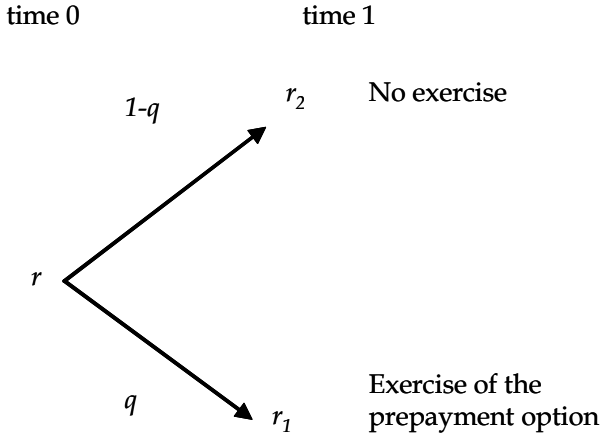 time 0
time 1
1-q
r2
No exercise
r
q
r1
Exercise of the
prepayment option